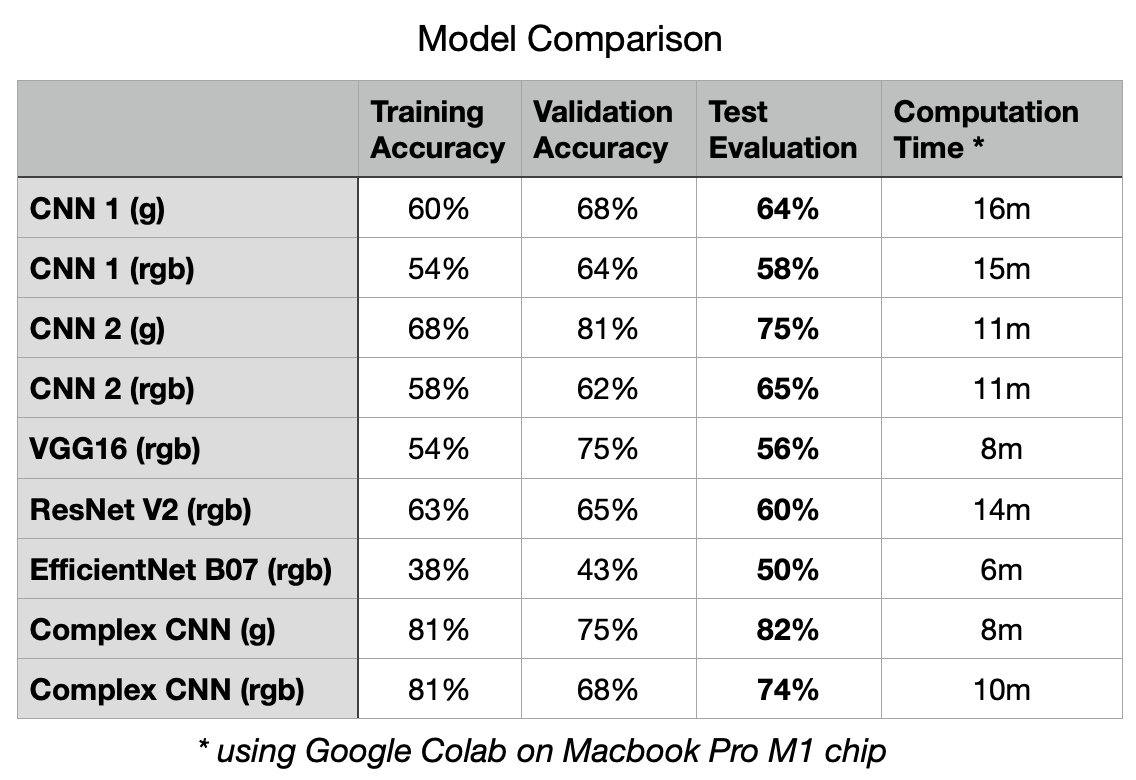 Model Comparison
Training Accuracy Validation Accuracy Test Evaluation Computation Time *
CNN 1 (g) 60% 68% 64% 16m
CNN 1 (rgb) 54% 64% 58% 15m
CNN 2 (g) 68% 81% 75% 11m
CNN 2 (rgb) 58% 62% 65% 11m
VGG16 (rgb) 54% 75% 56% 8m
ResNet V2 (rgb) 63% 65% 60% 14m
EfficientNet B07 (rgb) 38% 43% 50% 6m
Complex CNN (g) 81% 75% 82% 8m
Complex CNN (rgb) 81% 68% 74% 10m
* using Google Colab on Macbook Pro M1 chip